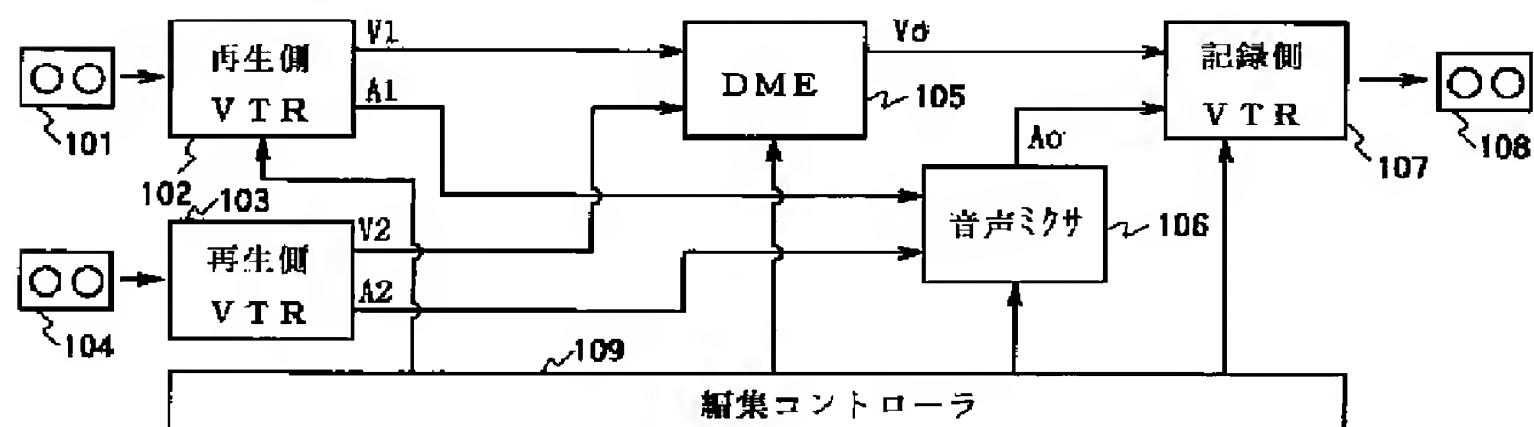 101
再生側
VTR
102
V1
A1
DME
105
Vo
Ao
記録側
VTR
107
108
104
103
再生側
VTR
V2
A2
音声ミクサ
106
109
編集コントローラ